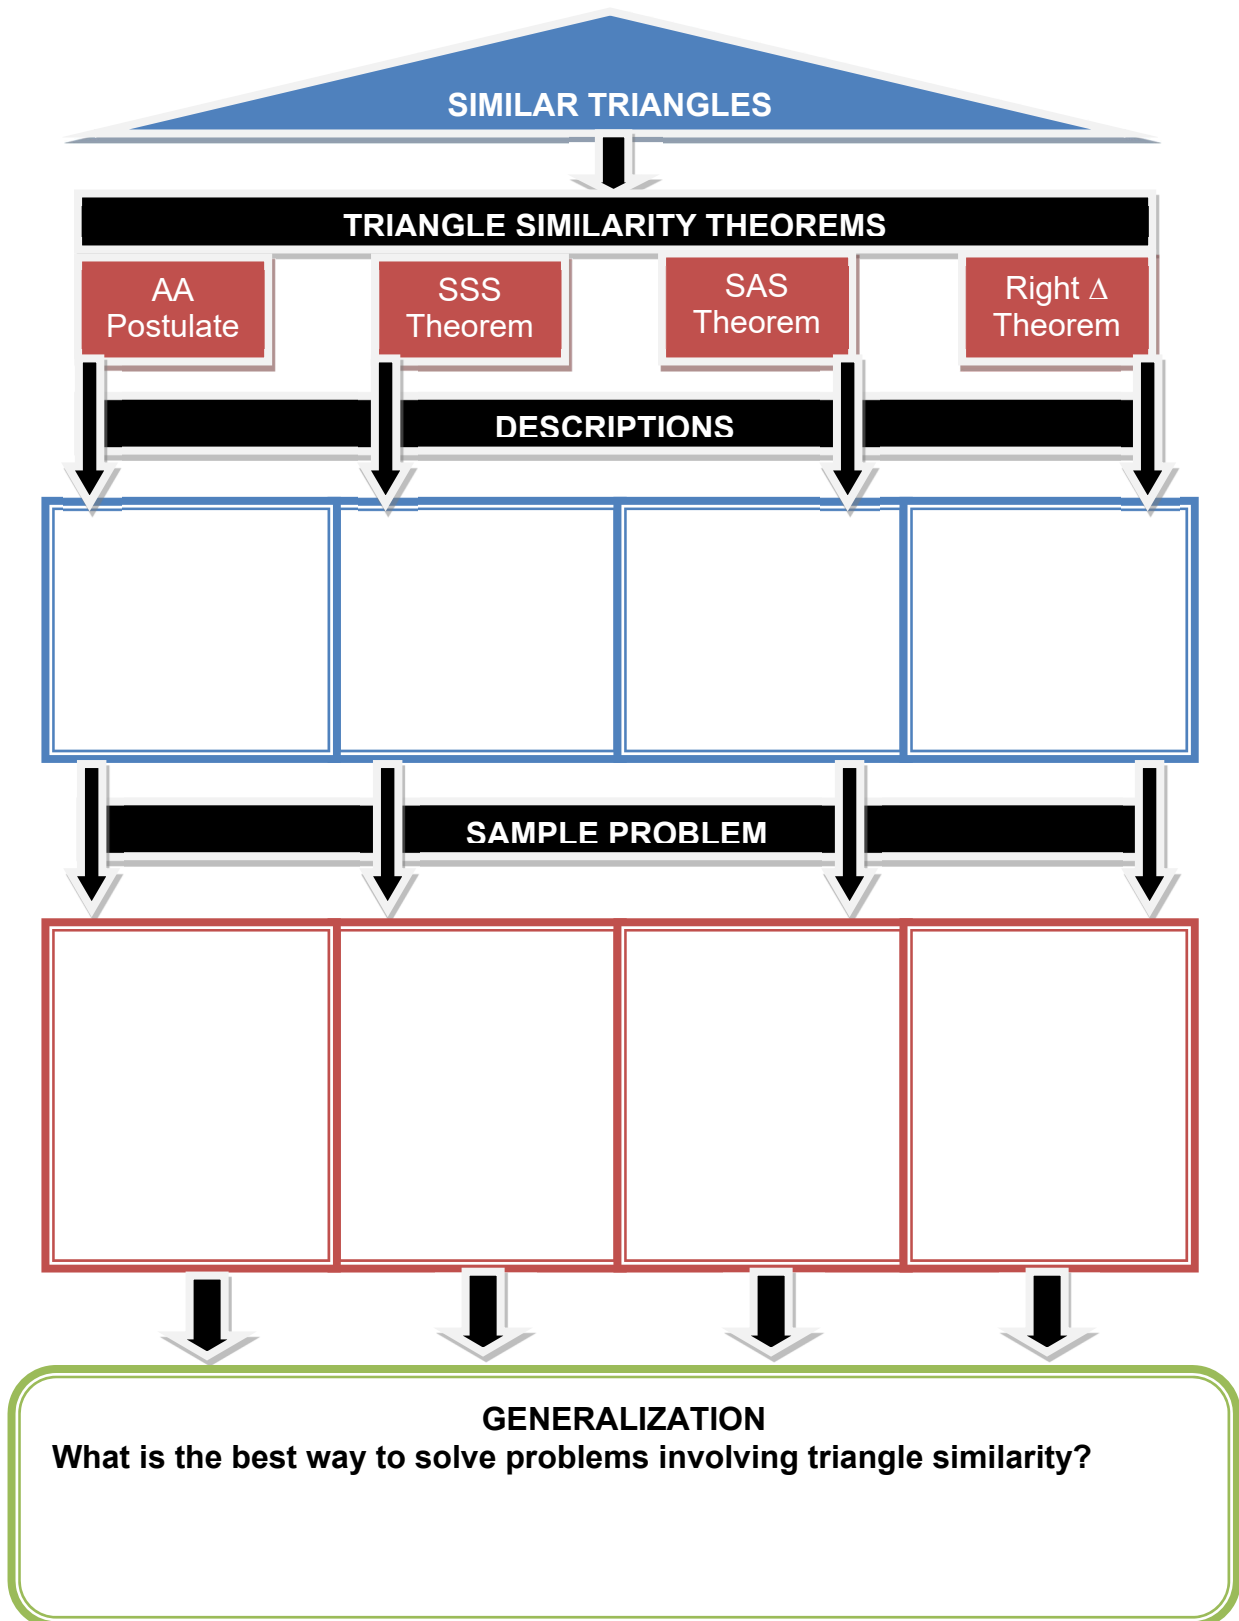 SIMILAR TRIANGLES
TRIANGLE SIMILARITY THEOREMS
AA
Postulate
SSS
Theorem
SAS
Theorem
Right Δ
Theorem
DESCRIPTIONS
SAMPLE PROBLEM
GENERALIZATION
What is the best way to solve problems involving triangle similarity?